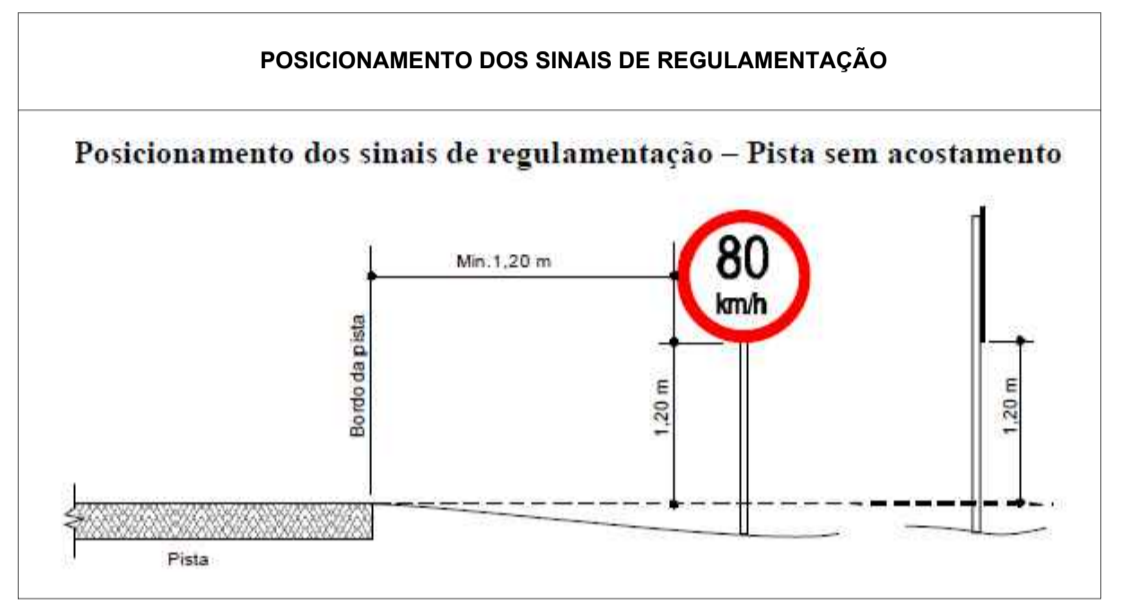 POSICIONAMENTO DOS SINAIS DE REGULAMENTAÇÃO
Posicionamento dos sinais de regulamentação – Pista sem acostamento
80
km/h
Min.1,20 m
Bordo da pista
1,20 m
1,20 m
Pista